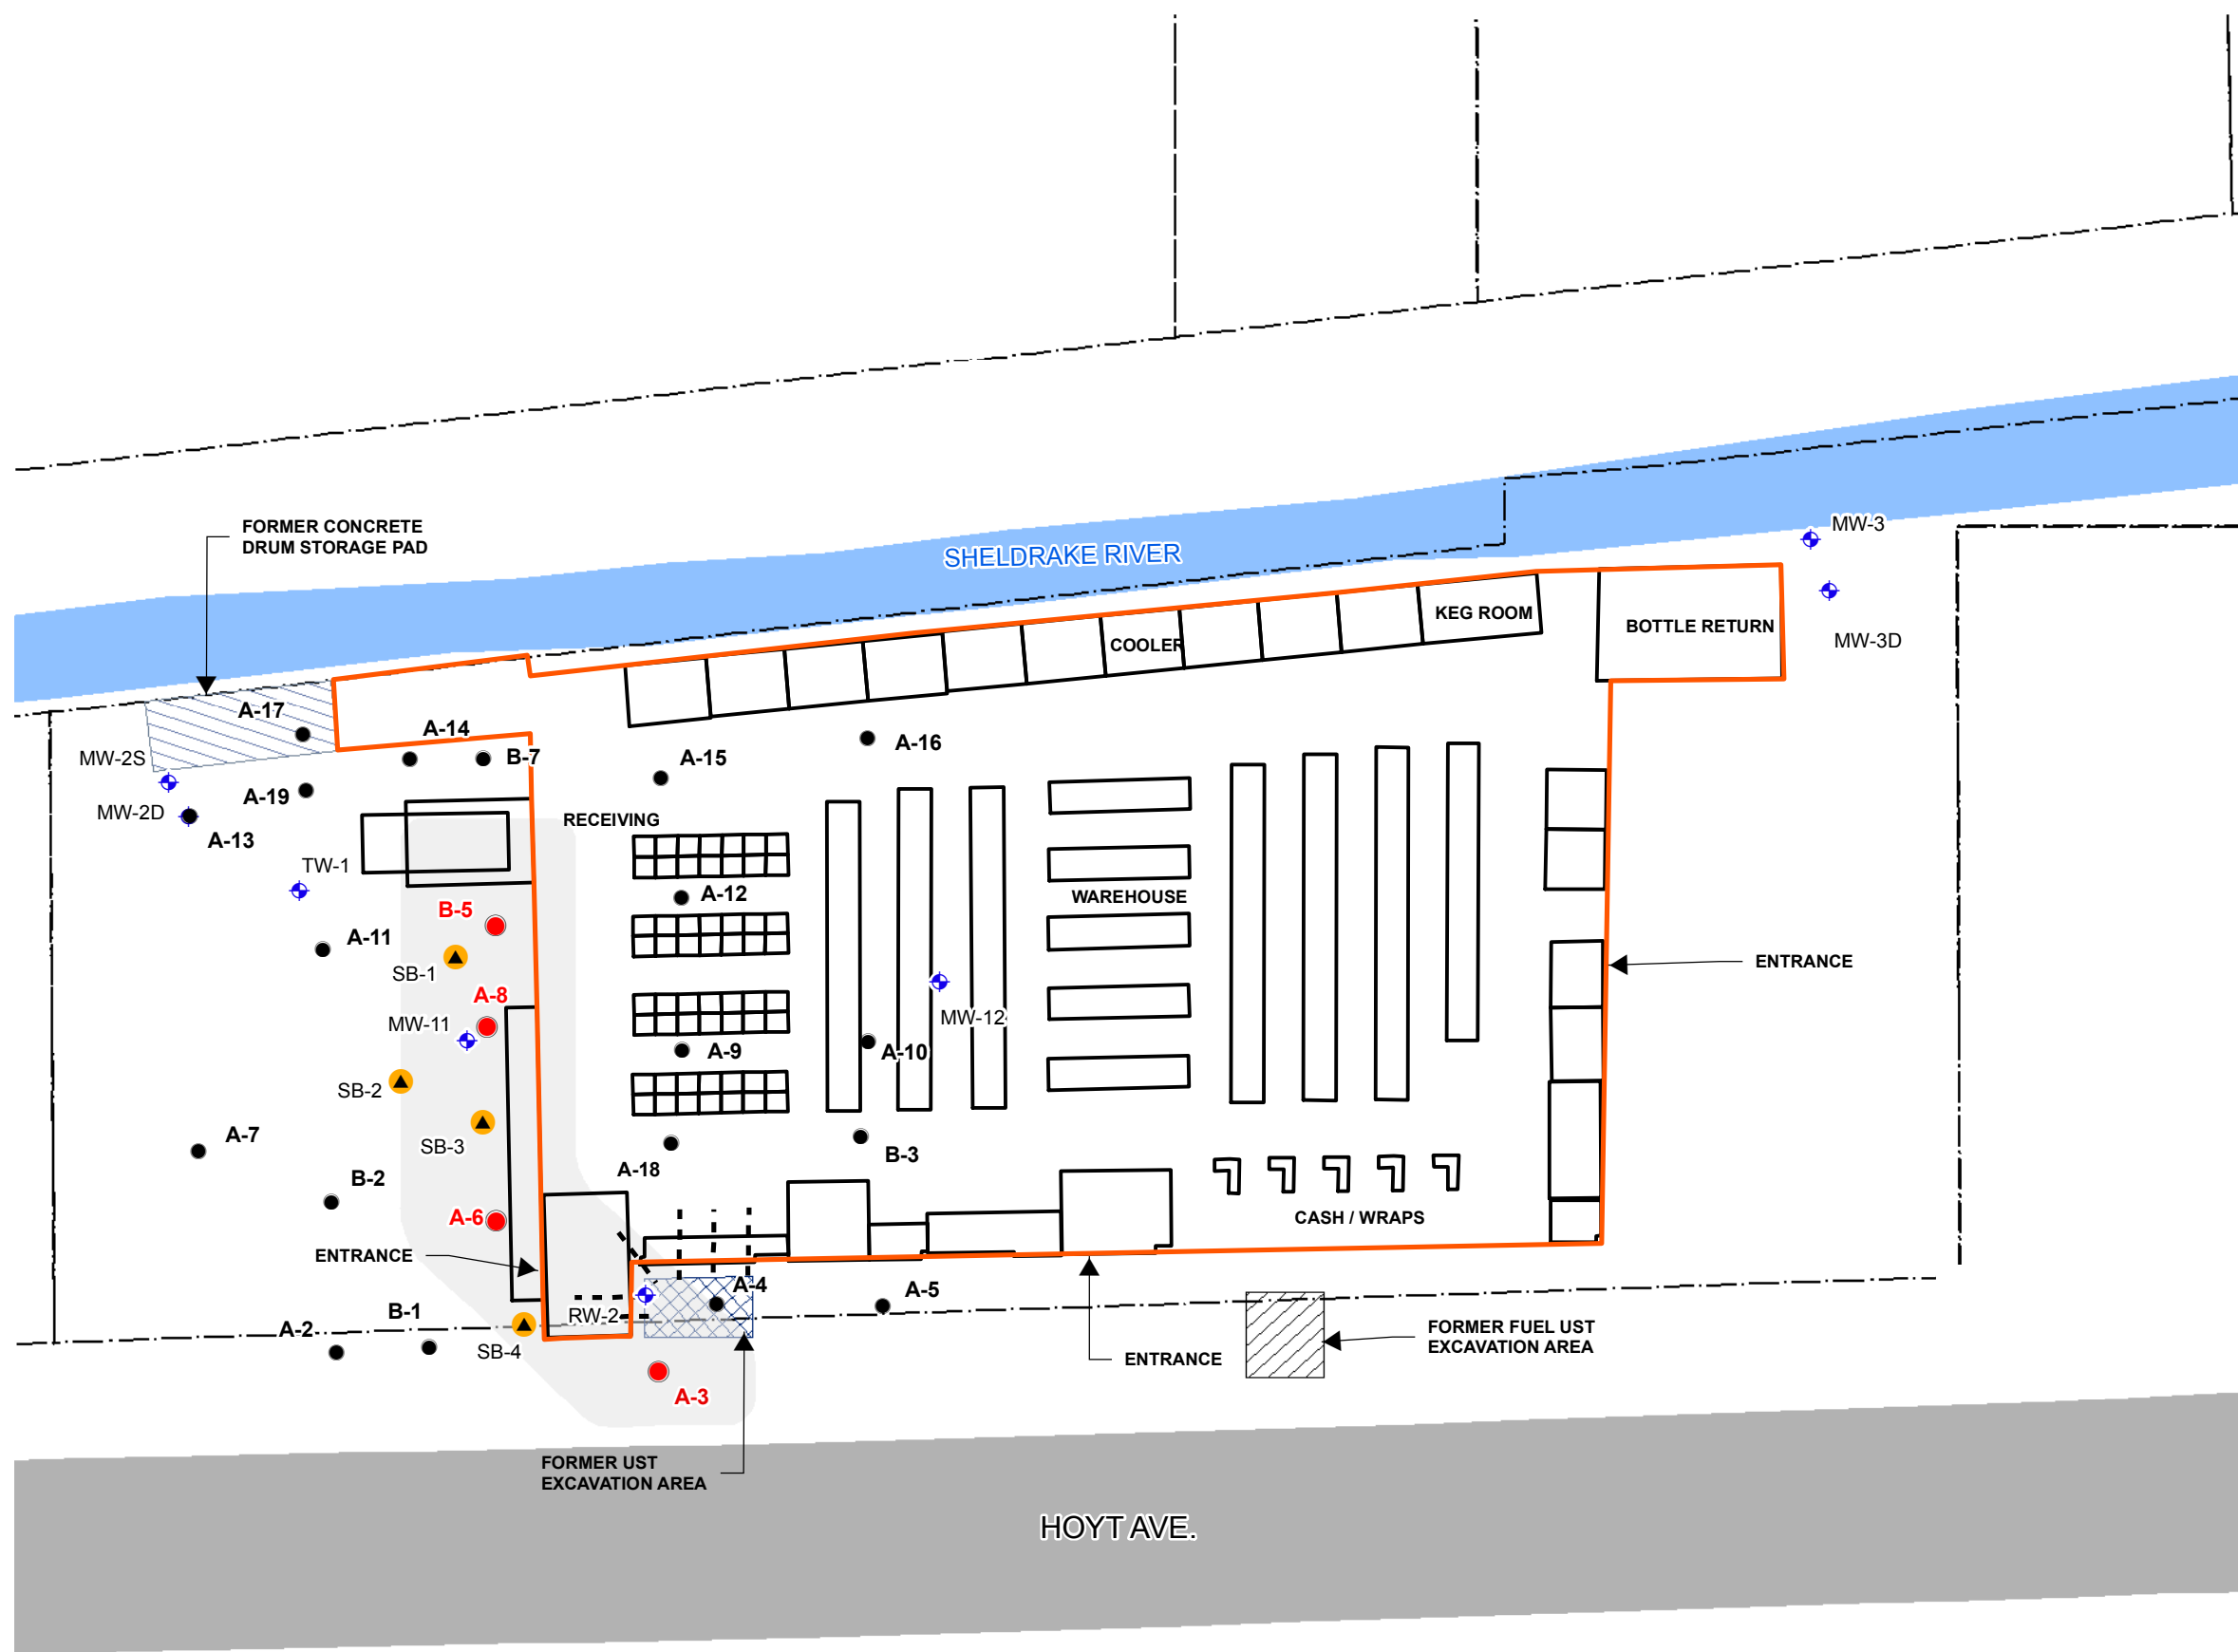 MW-3
FORMER CONCRETE
DRUM STORAGE PAD
SHELDRAKE RIVER
KEG ROOM
BOTTLE RETURN
COOLER
MW-3D
A-17
A-14
A-16
B-7
MW-2S
A-15
A-19
MW-2D
RECEIVING
A-13
TW-1
A-12
WAREHOUSE
B-5
A-11
ENTRANCE
SB-1
A-8
MW-11
MW-12
A-9
A-10
SB-2
A-7
SB-3
B-3
A-18
B-2
A-6
CASH / WRAPS
ENTRANCE
A-4
A-5
B-1
RW-2
A-2
FORMER FUEL UST
EXCAVATION AREA
SB-4
ENTRANCE
A-3
FORMER UST
EXCAVATION AREA
HOYT AVE.